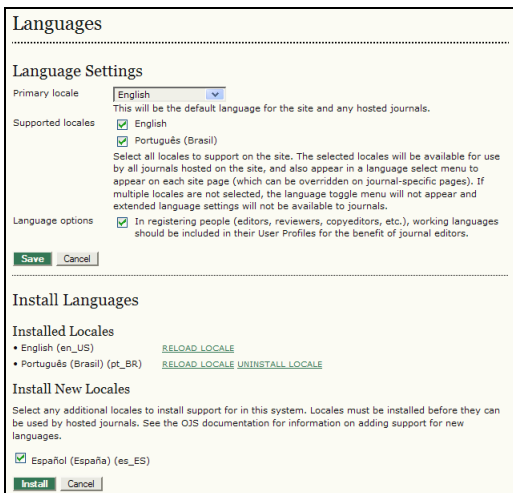 Languages
Language Settings
Primary locale English
This will be the default language for the site and any hosted journals.
Supported locales English
Português (Brasil)
Select all locales to support on the site. The selected locales will be available for use
by all journals hosted on the site, and also appear in a language select menu to
appear on each site page (which can be overridden on journal-specific pages). If
multiple locales are not selected, the language toggle menu will not appear and
extended language settings will not be available to journals.
Language options In registering people (editors, reviewers, copyeditors, etc.), working languages
should be included in their User Profiles for the benefit of journal editors.
Save Cancel
Install Languages
Installed Locales
• English (en_US) RELOAD LOCALE
• Português (Brasil) (pt_BR) RELOAD LOCALE UNINSTALL LOCALE
Install New Locales
Select any additional locales to install support for in this system. Locales must be installed before they can
be used by hosted journals. See the OJS documentation for information on adding support for new
languages.
Español (España) (es_ES)
Install Cancel